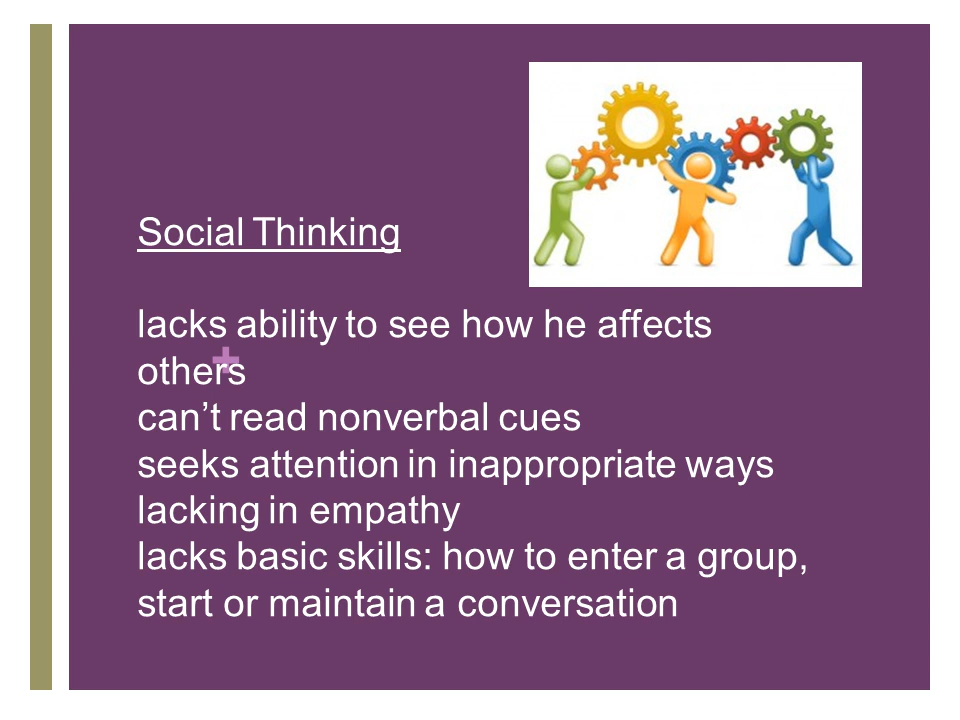 Social Thinking
lacks ability to see how he affects
others
can’t read nonverbal cues
seeks attention in inappropriate ways
lacking in empathy
lacks basic skills: how to enter a group,
start or maintain a conversation